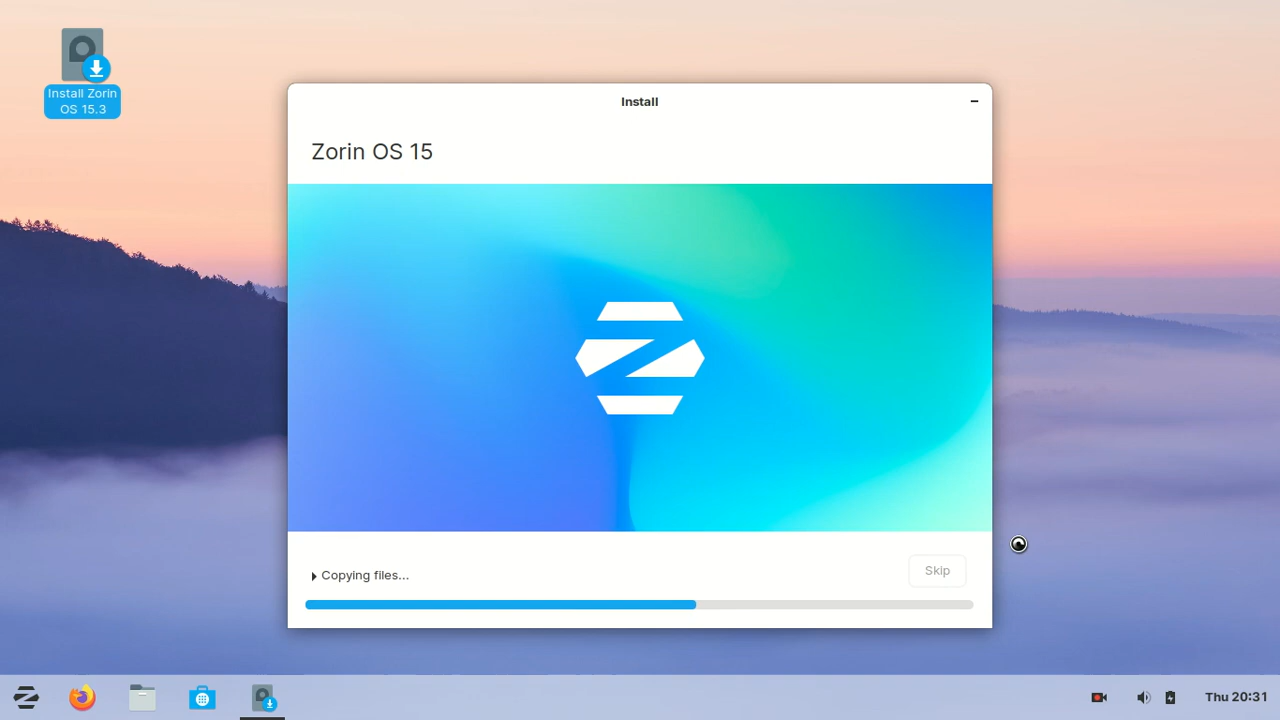 Install Zorin
OS 15.3
Install
Zorin OS 15
Copying files...
Skip
Thu 20:31